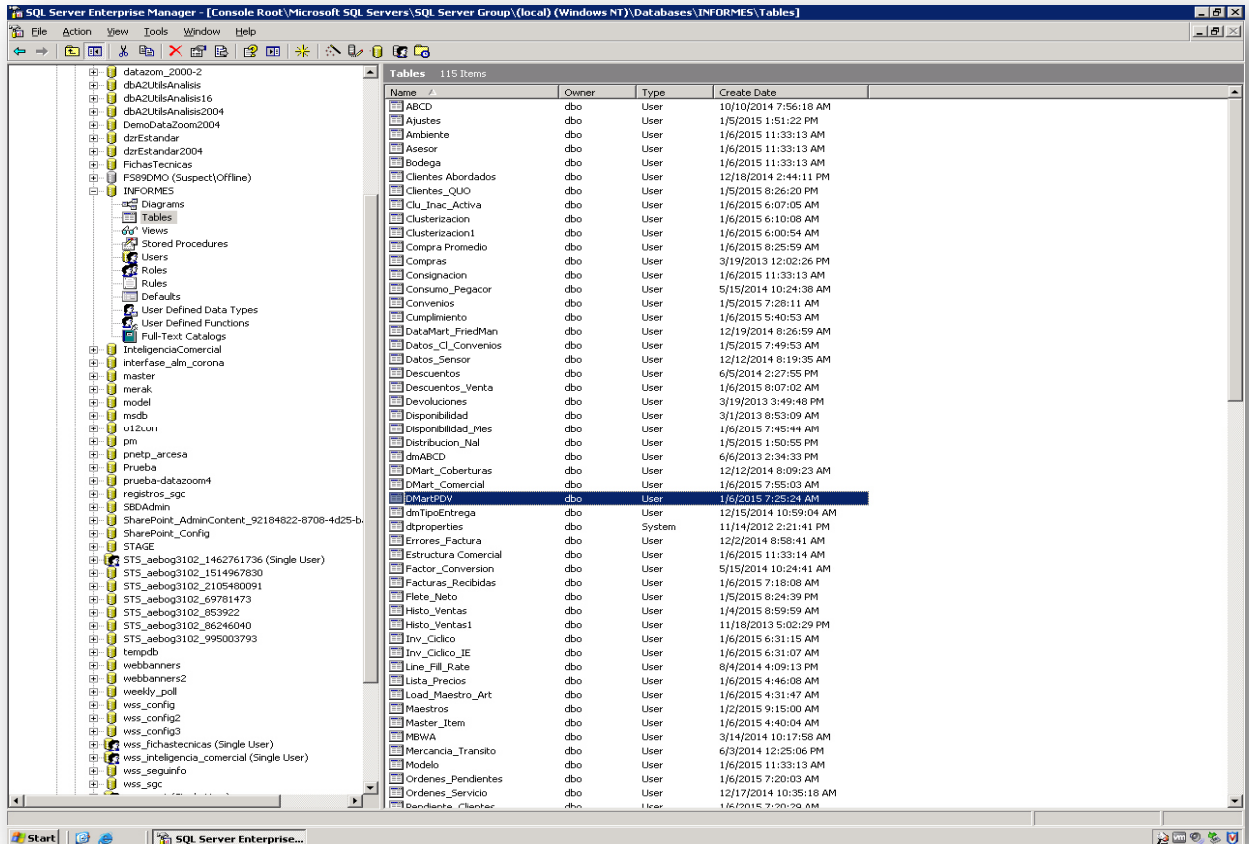 SQL Server Enterprise Manager - [Console Root\Microsoft SQL Servers\SQL Server Group\(local) (Windows NT)\Databases\INFORMES\Tables]
File Action View Tools Window Help
datazom_2000-2
dbA2UtilsAnalisis
dbA2UtilsAnalisis16
dbA2UtilsAnalisis2004
DemoDataZoom2004
dzrEstandar
dzrEstandar2004
FichasTecnicas
FS89DMO (Suspect\Offline)
INFORMES
Diagrams
Tables
Views
Stored Procedures
Users
Roles
Rules
Defaults
User Defined Data Types
User Defined Functions
Full-Text Catalogs
InteligenciaComercial
interfase_alm_corona
master
merak
model
msdb
pm
pnetp_arcesa
Prueba
prueba-datazoom4
registros_sgc
SBDAdmin
SharePoint_AdminContent_92184822-8708-4d25-b
SharePoint_Config
STAGE
STS_aebog3102_1462761736 (Single User)
STS_aebog3102_1514967830
STS_aebog3102_2105480091
STS_aebog3102_69781473
STS_aebog3102_853922
STS_aebog3102_86246040
STS_aebog3102_995003793
tempdb
webbanners
webbanners2
weekly_poll
wss_config
wss_config2
wss_config3
wss_fichastecnicas (Single User)
wss_inteligencia_comercial (Single User)
wss_seguinfo
wss_sgc
Tables 115 Items
Name Owner Type Create Date
ABCD dbo User 10/10/2014 7:56:18 AM
Ajustes dbo User 1/5/2015 1:51:22 PM
Ambiente dbo User 1/6/2015 11:33:13 AM
Asesor dbo User 1/6/2015 11:33:13 AM
Bodega dbo User 1/6/2015 11:33:13 AM
Clientes Abordados dbo User 12/18/2014 2:44:11 PM
Clientes_QUO dbo User 1/5/2015 8:26:20 PM
Clu_Inac_Activa dbo User 1/6/2015 6:07:05 AM
Clusterizacion dbo User 1/6/2015 6:10:08 AM
Clusterizacion1 dbo User 1/6/2015 6:00:54 AM
Compra Promedio dbo User 1/6/2015 8:25:59 AM
Compras dbo User 3/19/2013 12:02:26 PM
Consignacion dbo User 1/6/2015 11:33:13 AM
Consumo_Pegacor dbo User 5/15/2014 10:24:38 AM
Convenios dbo User 1/5/2015 7:28:11 AM
Cumplimiento dbo User 1/6/2015 5:40:53 AM
DataMart_FriedMan dbo User 12/19/2014 8:26:59 AM
Datos_Cl_Convenios dbo User 1/5/2015 7:49:53 AM
Datos_Sensor dbo User 12/12/2014 8:19:35 AM
Descuentos dbo User 6/5/2014 2:27:55 PM
Descuentos_Venta dbo User 1/6/2015 8:07:02 AM
Devoluciones dbo User 3/19/2013 3:49:48 PM
Disponibilidad dbo User 3/1/2013 8:53:09 AM
Disponibilidad_Mes dbo User 1/6/2015 7:45:44 AM
Distribucion_Nal dbo User 1/5/2015 1:50:55 PM
dmABCD dbo User 6/6/2013 2:34:33 PM
DMart_Coberturas dbo User 12/12/2014 8:09:23 AM
DMart_Comercial dbo User 1/6/2015 7:55:03 AM
DMartPDV dbo User 1/6/2015 7:25:24 AM
dmTipoEntrega dbo User 12/15/2014 10:59:04 AM
dtproperties dbo System 11/14/2012 2:21:41 PM
Errores_Factura dbo User 12/2/2014 8:58:41 AM
Estructura Comercial dbo User 1/6/2015 11:33:14 AM
Factor_Conversion dbo User 5/15/2014 10:24:41 AM
Facturas_Recibidas dbo User 1/6/2015 7:18:08 AM
Flete_Neto dbo User 1/5/2015 8:24:39 PM
Histo_Ventas dbo User 1/4/2015 8:59:59 AM
Histo_Ventas1 dbo User 11/18/2013 5:02:29 PM
Inv_Ciclico dbo User 1/6/2015 6:31:15 AM
Inv_Ciclico_IE dbo User 1/6/2015 6:31:07 AM
Line_Fill_Rate dbo User 8/4/2014 4:09:13 PM
Lista_Precios dbo User 1/6/2015 4:46:08 AM
Load_Maestro_Art dbo User 1/6/2015 4:31:47 AM
Maestros dbo User 1/2/2015 9:15:00 AM
Master_Item dbo User 1/6/2015 4:40:04 AM
MBWA dbo User 3/14/2014 10:17:58 AM
Mercancia_Transito dbo User 6/3/2014 12:25:06 PM
Modelo dbo User 1/6/2015 11:33:13 AM
Ordenes_Pendientes dbo User 1/6/2015 7:20:03 AM
Ordenes_Servicio dbo User 12/17/2014 10:35:18 AM
Pendiente_Clientes dbo User 1/6/2015 7:20:29 AM
Start SQL Server Enterprise...